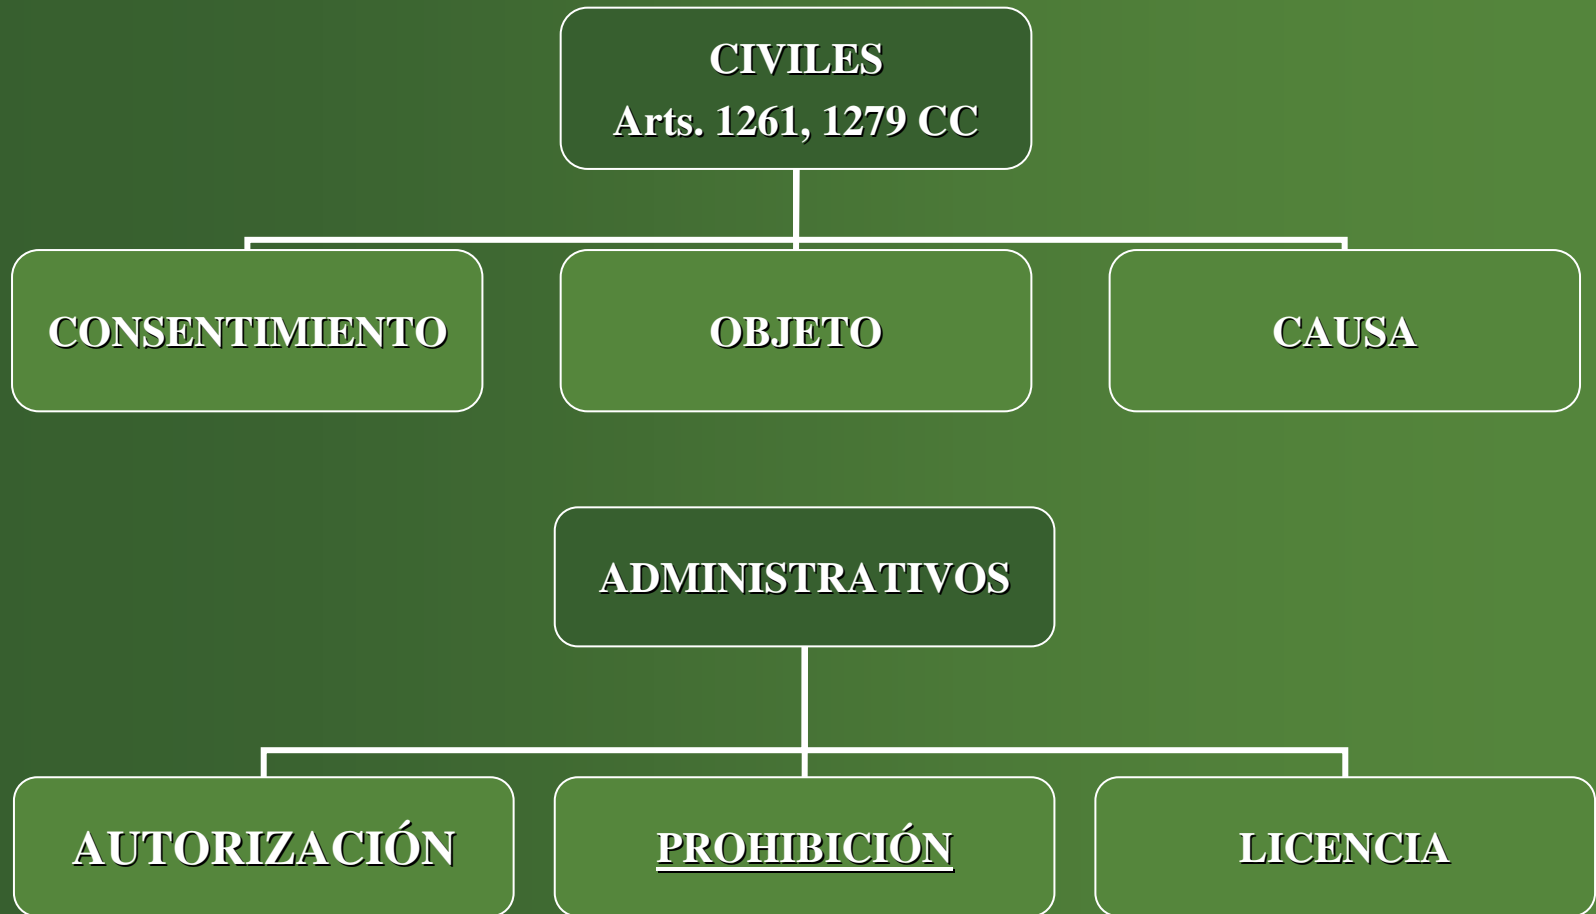 CIVILES
Arts. 1261, 1279 CC
CONSENTIMIENTO
OBJETO
CAUSA
ADMINISTRATIVOS
AUTORIZACIÓN
PROHIBICIÓN
LICENCIA